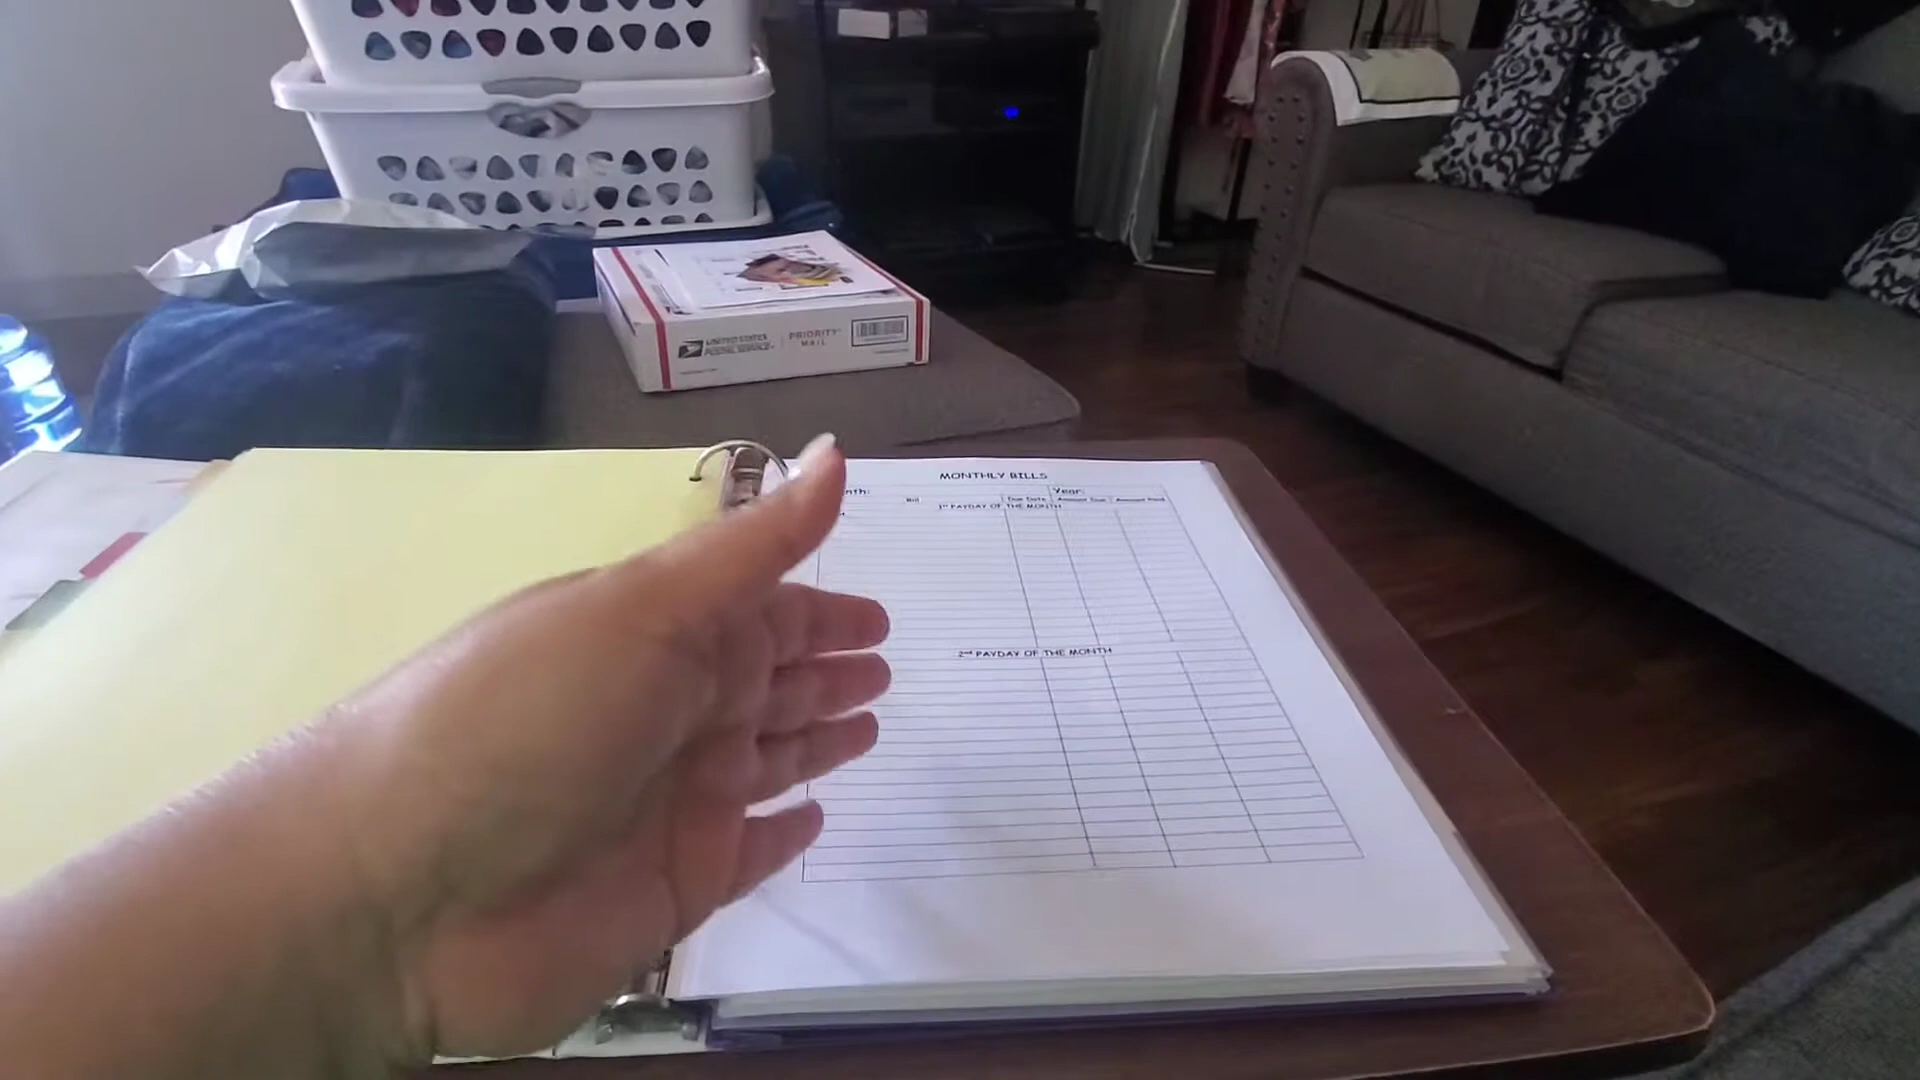 UNITED STATES
POSTAL SERVICE
PRIORITY
MAIL
MONTHLY BILLS
nth: Year:
Bill Due Date Amount Due Amount Paid
1st PAYDAY OF THE MONTH
2nd PAYDAY OF THE MONTH